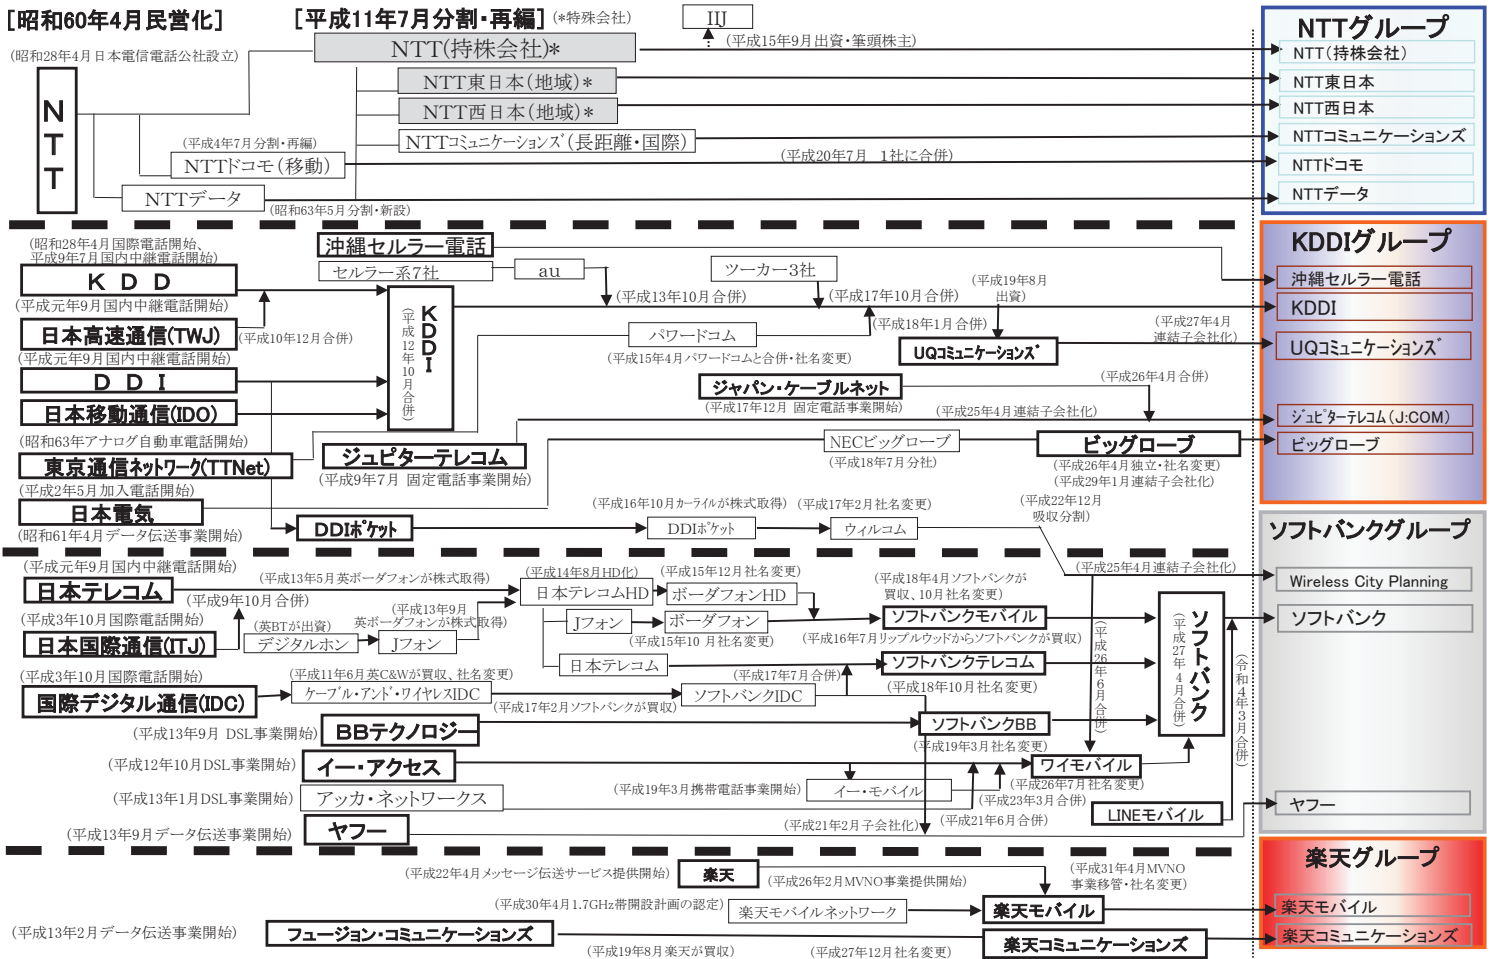 [昭和60年4月民営化]
[平成11年7月分割・再編]
(*特殊会社)
IIJ
NTTグループ
(昭和28年4月日本電信電話公社設立)
NTT(持株会社)*
(平成15年9月出資・筆頭株主)
NTT(持株会社)
NTT東日本(地域)*
NTT東日本
NTT西日本(地域)*
NTT西日本
NTT
NTTコミュニケーションズ(長距離・国際)
NTTコミュニケーションズ
(平成4年7月分割・再編)
NTTドコモ(移動)
(平成20年7月 1社に合併)
NTTドコモ
NTTデータ
(昭和63年5月分割・新設)
NTTデータ
(昭和28年4月国際電話開始、
平成9年7月国内中継電話開始)
沖縄セルラー電話
KDDIグループ
セルラー系7社
au
ツーカー3社
沖縄セルラー電話
KDD
(平成13年10月合併)
(平成17年10月合併)
(平成19年8月
出資)
KDDI
(平成元年9月国内中継電話開始)
KDDI
(平成12年10月合併)
日本高速通信(TWJ)
(平成10年12月合併)
パワードコム
(平成18年1月合併)
(平成27年4月
連結子会社化)
(平成15年4月パワードコムと合併・社名変更)
UQコミュニケーションズ
UQコミュニケーションズ
(平成元年9月国内中継電話開始)
DDI
ジャパン・ケーブルネット
(平成26年4月合併)
(平成17年12月 固定電話事業開始)
(平成25年4月連結子会社化)
日本移動通信(IDO)
ジュピターテレコム(J:COM)
(昭和63年アナログ自動車電話開始)
NECビッグローブ
ビッグローブ
ビッグローブ
東京通信ネットワーク(TTNet)
ジュピターテレコム
(平成18年7月分社)
(平成26年4月独立・社名変更)
(平成29年1月連結子会社化)
(平成9年7月 固定電話事業開始)
(平成2年5月加入電話開始)
日本電気
(平成16年10月カーライルが株式取得)
(平成17年2月社名変更)
(平成22年12月
吸収分割)
(昭和61年4月データ伝送事業開始)
DDIポケット
DDIポケット
ウィルコム
ソフトバンクグループ
(平成元年9月国内中継電話開始)
(平成14年8月HD化)
(平成15年12月社名変更)
(平成25年4月連結子会社化)
日本テレコム
(平成13年5月英ボーダフォンが株式取得)
日本テレコムHD
ボーダフォンHD
(平成18年4月ソフトバンクが
買収、10月社名変更)
Wireless City Planning
(平成9年10月合併)
(平成13年9月
英ボーダフォンが株式取得)
(平成3年10月国際電話開始)
(英BTが出資)
Jフォン
ボーダフォン
ソフトバンクモバイル
ソフトバンク
(平成27年4月合併)
ソフトバンク
日本国際通信(ITJ)
デジタルホン
Jフォン
(平成15年10 月社名変更)
(平成16年7月リップルウッドからソフトバンクが買収)
(平成26年6月合併)
(平成3年10月国際電話開始)
日本テレコム
(平成17年7月合併)
ソフトバンクテレコム
(平成11年6月英C&Wが買収、社名変更)
(平成18年10月社名変更)
(令和4年3月合併)
国際デジタル通信(IDC)
ケーブル・アンド・ワイヤレスIDC
ソフトバンクIDC
(平成17年2月ソフトバンクが買収)
(平成13年9月 DSL事業開始)
BBテクノロジー
ソフトバンクBB
(平成19年3月社名変更)
(平成12年10月DSL事業開始)
イー・アクセス
ワイモバイル
(平成19年3月携帯電話事業開始)
イー・モバイル
(平成26年7月社名変更)
(平成13年1月DSL事業開始)
アッカ・ネットワークス
(平成23年3月合併)
ヤフー
LINEモバイル
(平成13年9月データ伝送事業開始)
ヤフー
(平成21年2月子会社化)
(平成21年6月合併)
楽天グループ
(平成22年4月メッセージ伝送サービス提供開始)
楽天
(平成26年2月MVNO事業提供開始)
(平成31年4月MVNO
事業移管・社名変更)
(平成30年4月1.7GHz帯開設計画の認定)
楽天モバイルネットワーク
楽天モバイル
楽天モバイル
(平成13年2月データ伝送事業開始)
フュージョン・コミュニケーションズ
(平成19年8月楽天が買収)
(平成27年12月社名変更)
楽天コミュニケーションズ
楽天コミュニケーションズ